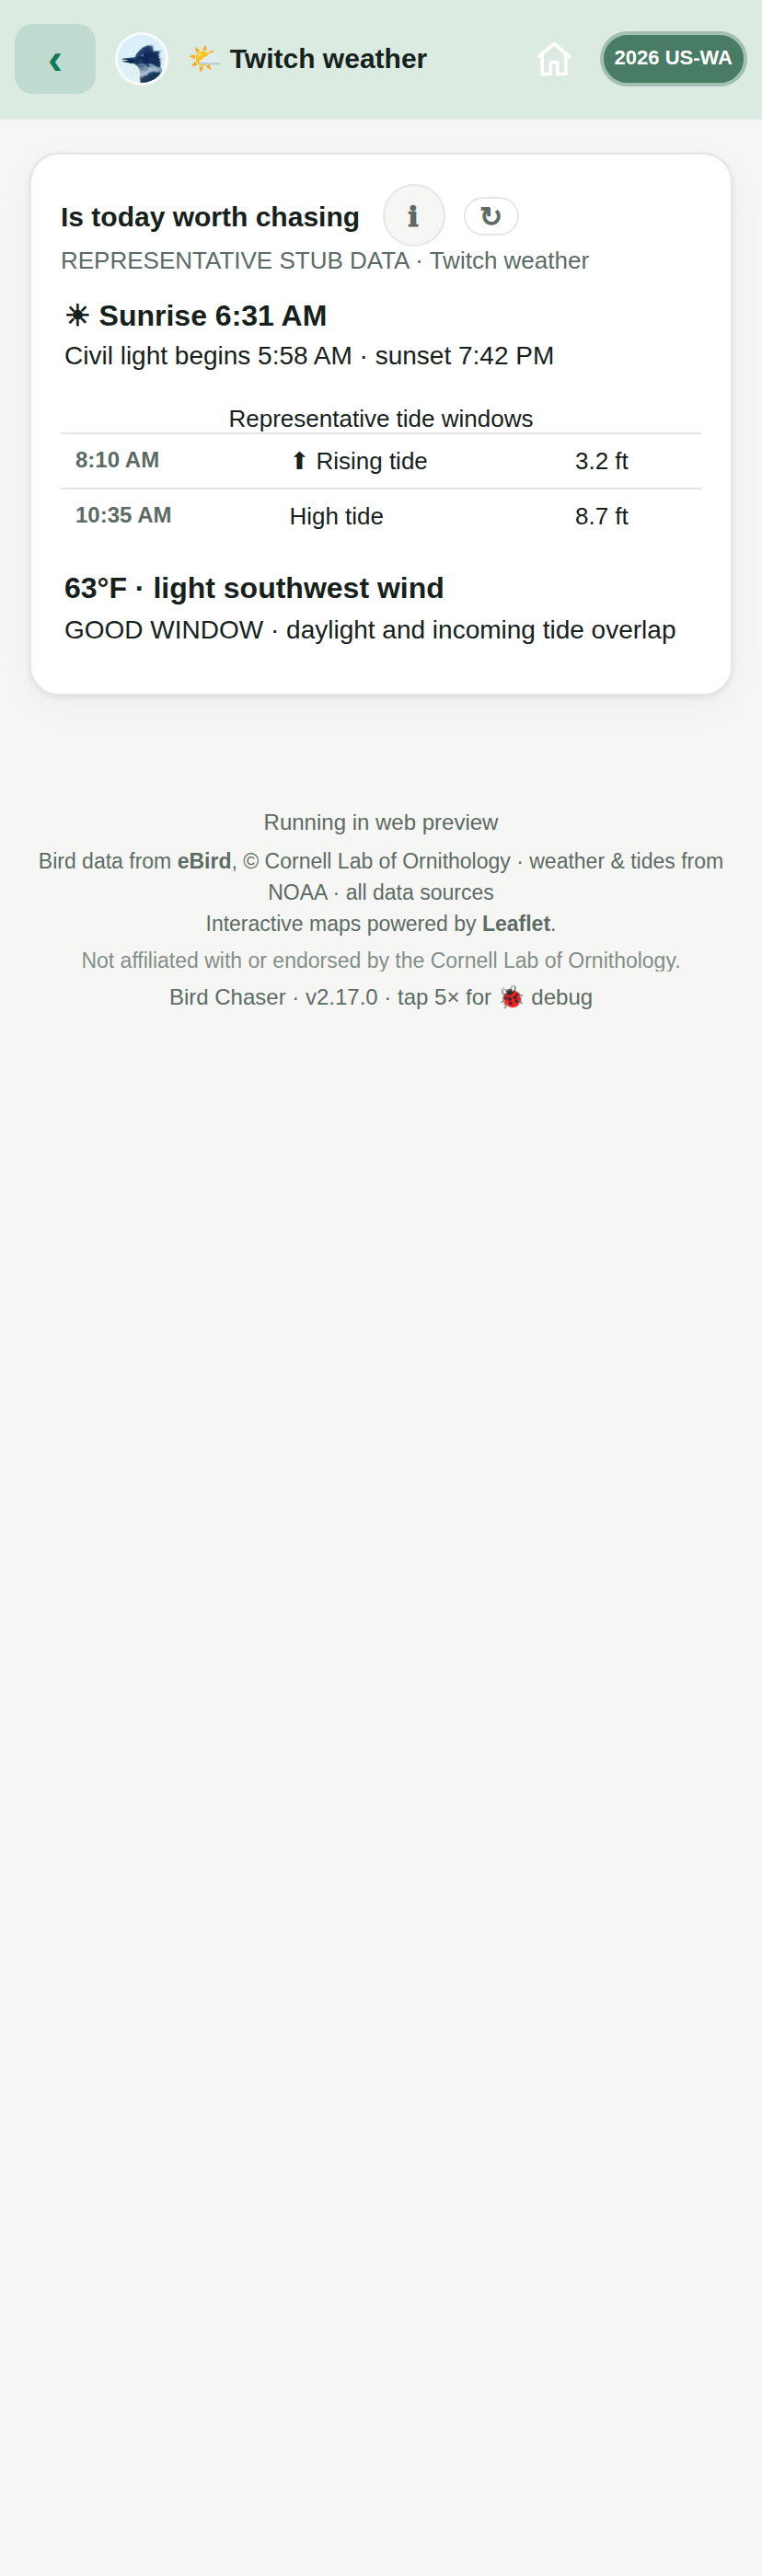 ‹ 🌤️ Twitch weather 2026 US-WA
Is today worth chasing ℹ ↻
REPRESENTATIVE STUB DATA · Twitch weather
☀ Sunrise 6:31 AM
Civil light begins 5:58 AM · sunset 7:42 PM
Representative tide windows
8:10 AM ⬆ Rising tide 3.2 ft
10:35 AM High tide 8.7 ft
63°F · light southwest wind
GOOD WINDOW · daylight and incoming tide overlap
Running in web preview
Bird data from eBird, © Cornell Lab of Ornithology · weather & tides from
NOAA · all data sources
Interactive maps powered by Leaflet.
Not affiliated with or endorsed by the Cornell Lab of Ornithology.
Bird Chaser · v2.17.0 · tap 5× for 🐞 debug